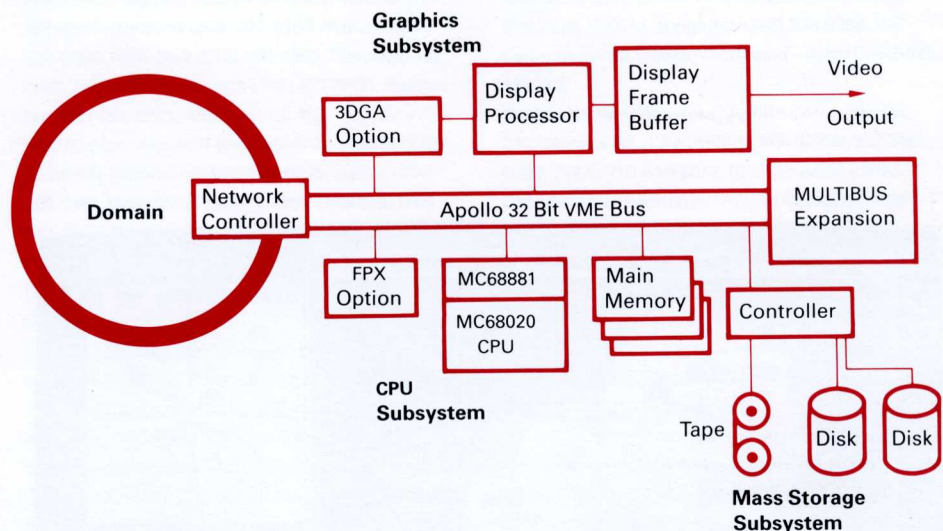 Graphics
Subsystem
3DGA
Option
Display
Processor
Display
Frame
Buffer
Video
Output
Domain
Network
Controller
Apollo 32 Bit VME Bus
MULTIBUS
Expansion
FPX
Option
MC68881
MC68020
CPU
Main
Memory
Controller
CPU
Subsystem
Tape
Disk
Disk
Mass Storage
Subsystem